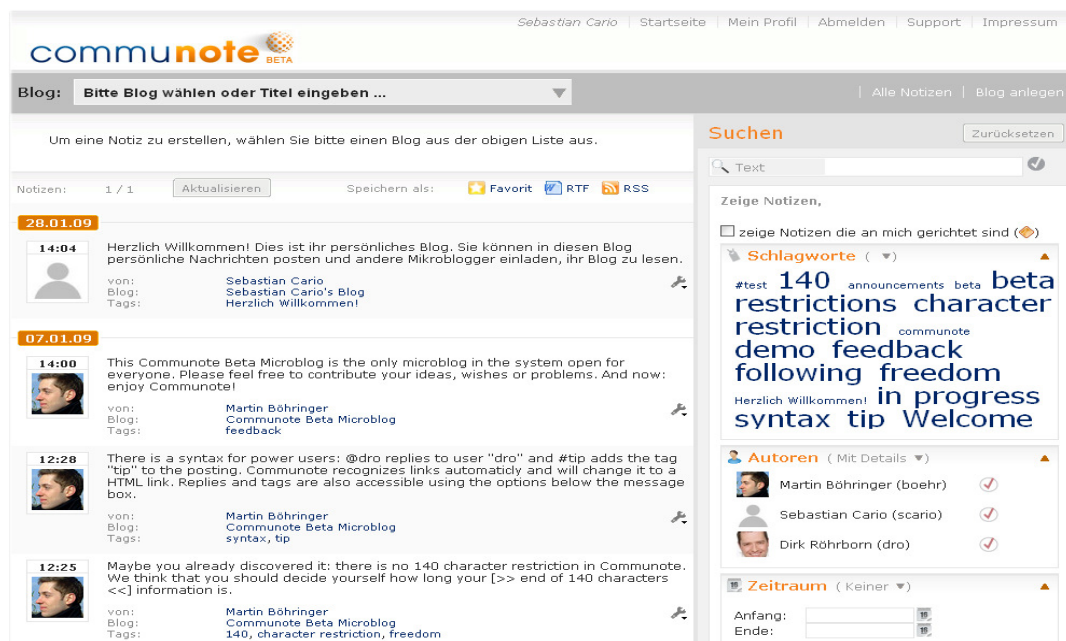 Sebastian Cario | Startseite | Mein Profil | Abmelden | Support | Impressum
communote BETA
Blog: Bitte Blog wählen oder Titel eingeben ... | Alle Notizen | Blog anlegen
Um eine Notiz zu erstellen, wählen Sie bitte einen Blog aus der obigen Liste aus.
Notizen: 1 / 1 Aktualisieren Speichern als: Favorit RTF RSS
28.01.09
14:04
Herzlich Willkommen! Dies ist ihr persönliches Blog. Sie können in diesen Blog
persönliche Nachrichten posten und andere Mikroblogger einladen, ihr Blog zu lesen.
von: Sebastian Cario
Blog: Sebastian Cario's Blog
Tags: Herzlich Willkommen!
07.01.09
14:00
This Communote Beta Microblog is the only microblog in the system open for
everyone. Please feel free to contribute your ideas, wishes or problems. And now:
enjoy Communote!
von: Martin Böhringer
Blog: Communote Beta Microblog
Tags: feedback
12:28
There is a syntax for power users: @dro replies to user "dro" and #tip adds the tag
"tip" to the posting. Communote recognizes links automaticly and will change it to a
HTML link. Replies and tags are also accessible using the options below the message
box.
von: Martin Böhringer
Blog: Communote Beta Microblog
Tags: syntax, tip
12:25
Maybe you already discovered it: there is no 140 character restriction in Communote.
We think that you should decide yourself how long your [>> end of 140 characters
<<] information is.
von: Martin Böhringer
Blog: Communote Beta Microblog
Tags: 140, character restriction, freedom
Suchen Zurücksetzen
Text
Zeige Notizen,
zeige Notizen die an mich gerichtet sind ( )
Schlagworte ( ▼)
#test 140 announcements beta beta
restrictions character
restriction communote
demo feedback
following freedom
Herzlich Willkommen! in progress
syntax tip Welcome
Autoren ( Mit Details ▼)
Martin Böhringer (boehr)
Sebastian Cario (scario)
Dirk Röhrborn (dro)
Zeitraum ( Keiner ▼)
Anfang:
Ende: